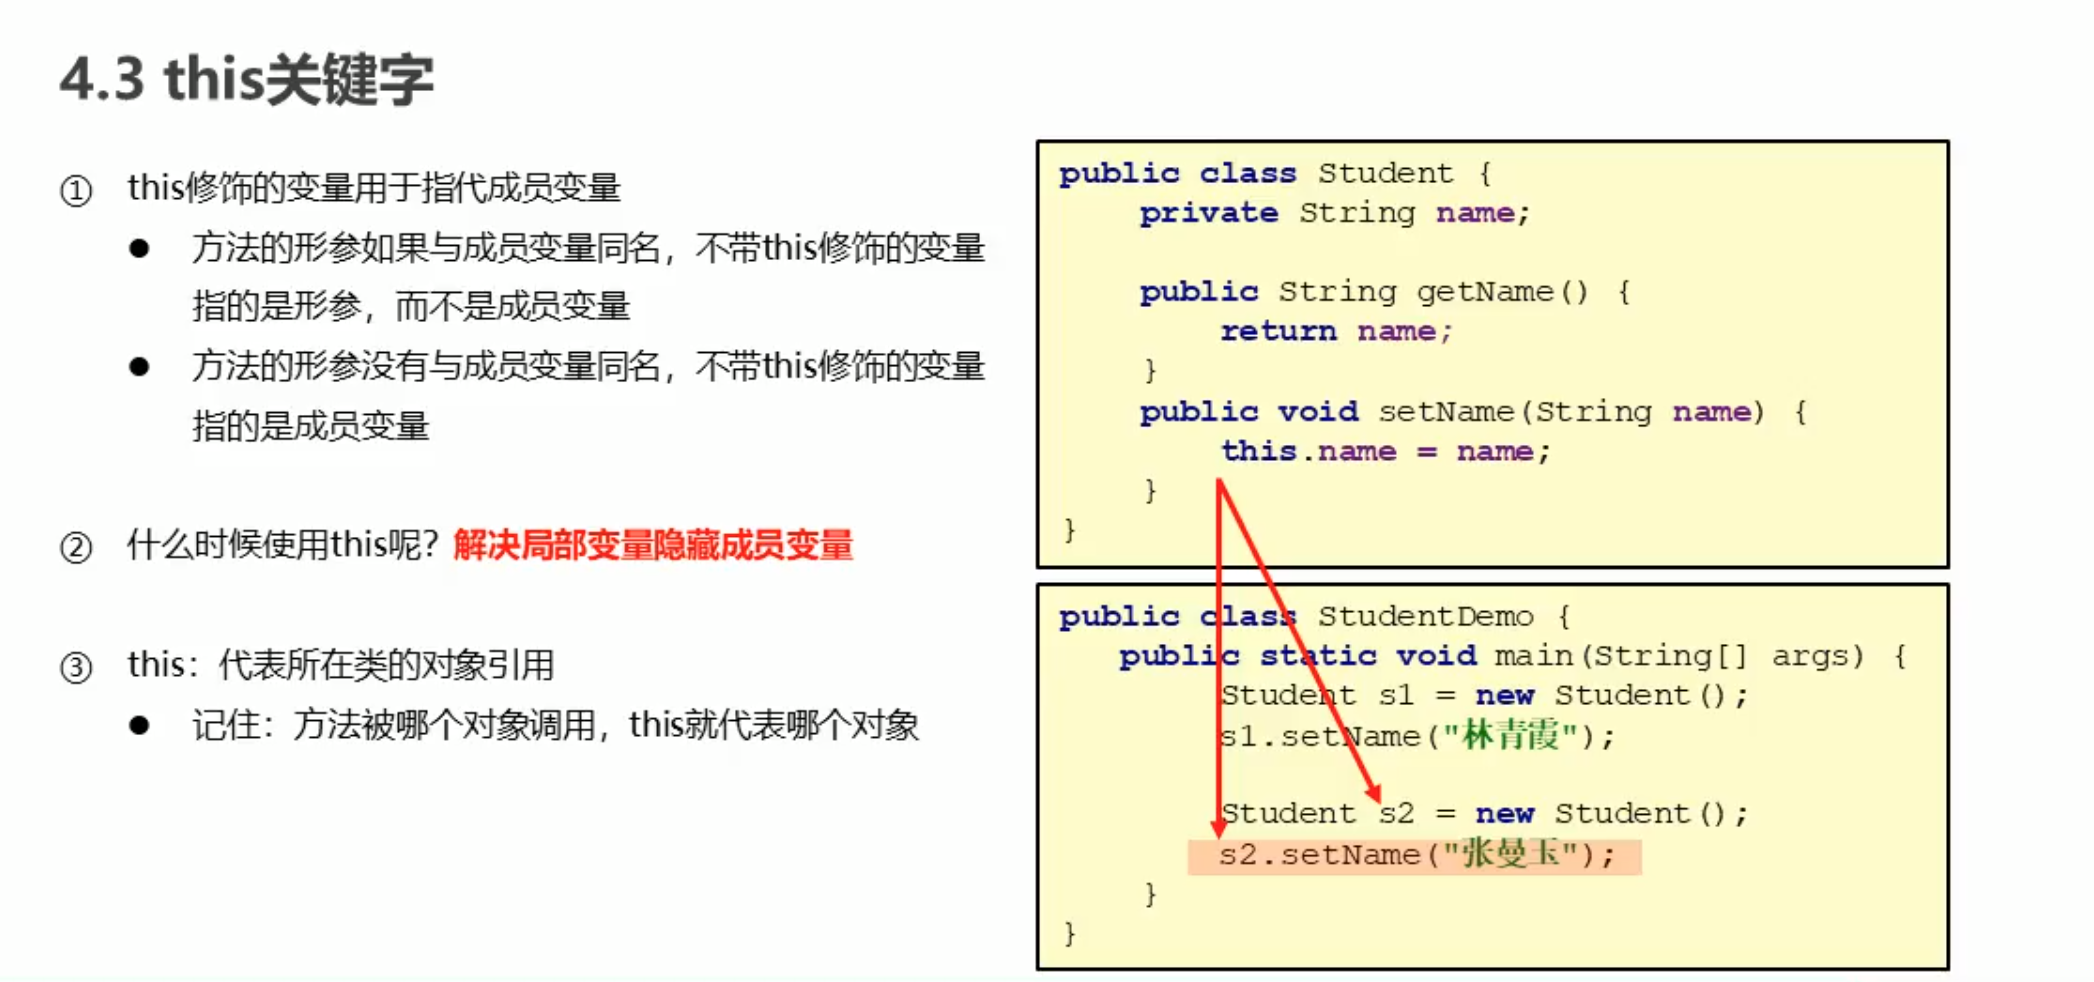 4.3 this关键字
① this修饰的变量用于指代成员变量
● 方法的形参如果与成员变量同名，不带this修饰的变量
指的是形参，而不是成员变量
● 方法的形参没有与成员变量同名，不带this修饰的变量
指的是成员变量
② 什么时候使用this呢？解决局部变量隐藏成员变量
③ this：代表所在类的对象引用
● 记住：方法被哪个对象调用，this就代表哪个对象
public class Student {
private String name;
public String getName() {
return name;
}
public void setName(String name) {
this.name = name;
}
}
public class StudentDemo {
public static void main(String[] args) {
Student s1 = new Student();
s1.setName("林青霞");
Student s2 = new Student();
s2.setName("张曼玉");
}
}